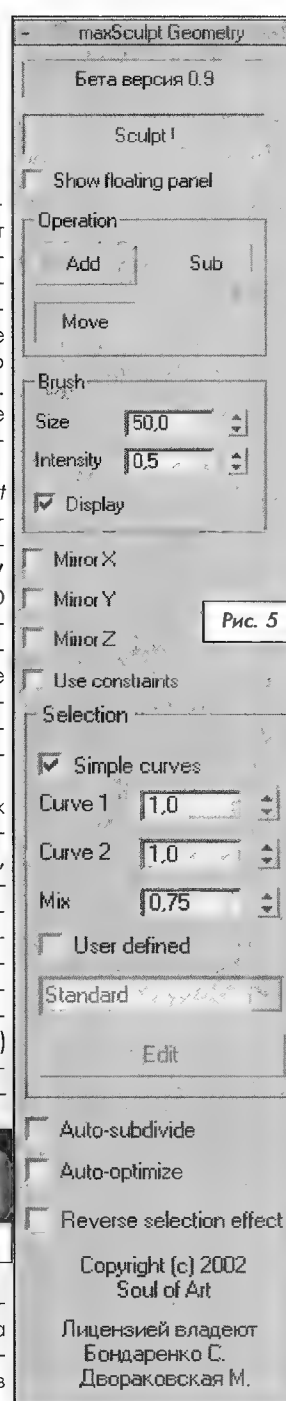 maxSculpt Geometry
Бета версия 0.9
Sculpt !
Show floating panel
Operation
Add Sub
Move
Brush
Size 50,0
Intensity 0,5
Display
Mirror X
Mirror Y
Mirror Z
Рис. 5
Use constraints
Selection
Simple curves
Curve 1 1,0
Curve 2 1,0
Mix 0,75
User defined
Standard
Edit
Auto-subdivide
Auto-optimize
Reverse selection effect
Copyright (c) 2002
Soul of Art
Лицензией владеют
Бондаренко С.
Двораковская М.